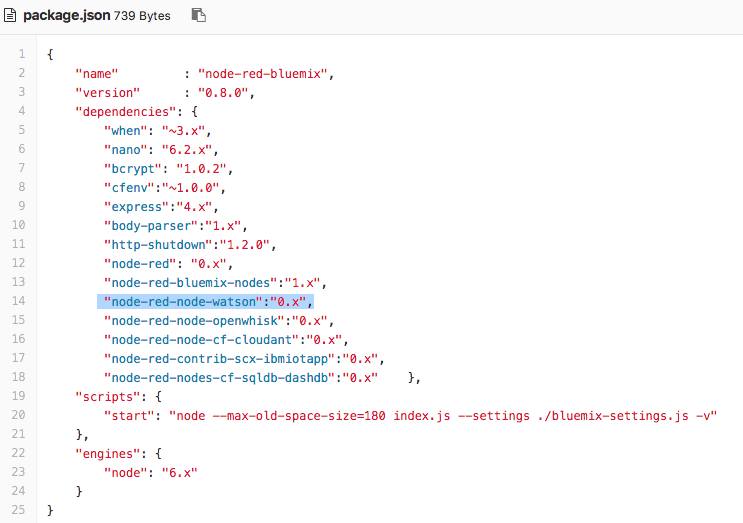 package.json 739 Bytes
1 {
2 "name" : "node-red-bluemix",
3 "version" : "0.8.0",
4 "dependencies": {
5 "when": "~3.x",
6 "nano": "6.2.x",
7 "bcrypt": "1.0.2",
8 "cfenv":"~1.0.0",
9 "express":"4.x",
10 "body-parser":"1.x",
11 "http-shutdown":"1.2.0",
12 "node-red": "0.x",
13 "node-red-bluemix-nodes":"1.x",
14 "node-red-node-watson":"0.x",
15 "node-red-node-openwhisk":"0.x",
16 "node-red-node-cf-cloudant":"0.x",
17 "node-red-contrib-scx-ibmiotapp":"0.x",
18 "node-red-nodes-cf-sqldb-dashdb":"0.x" },
19 "scripts": {
20 "start": "node --max-old-space-size=180 index.js --settings ./bluemix-settings.js -v"
21 },
22 "engines": {
23 "node": "6.x"
24 }
25 }